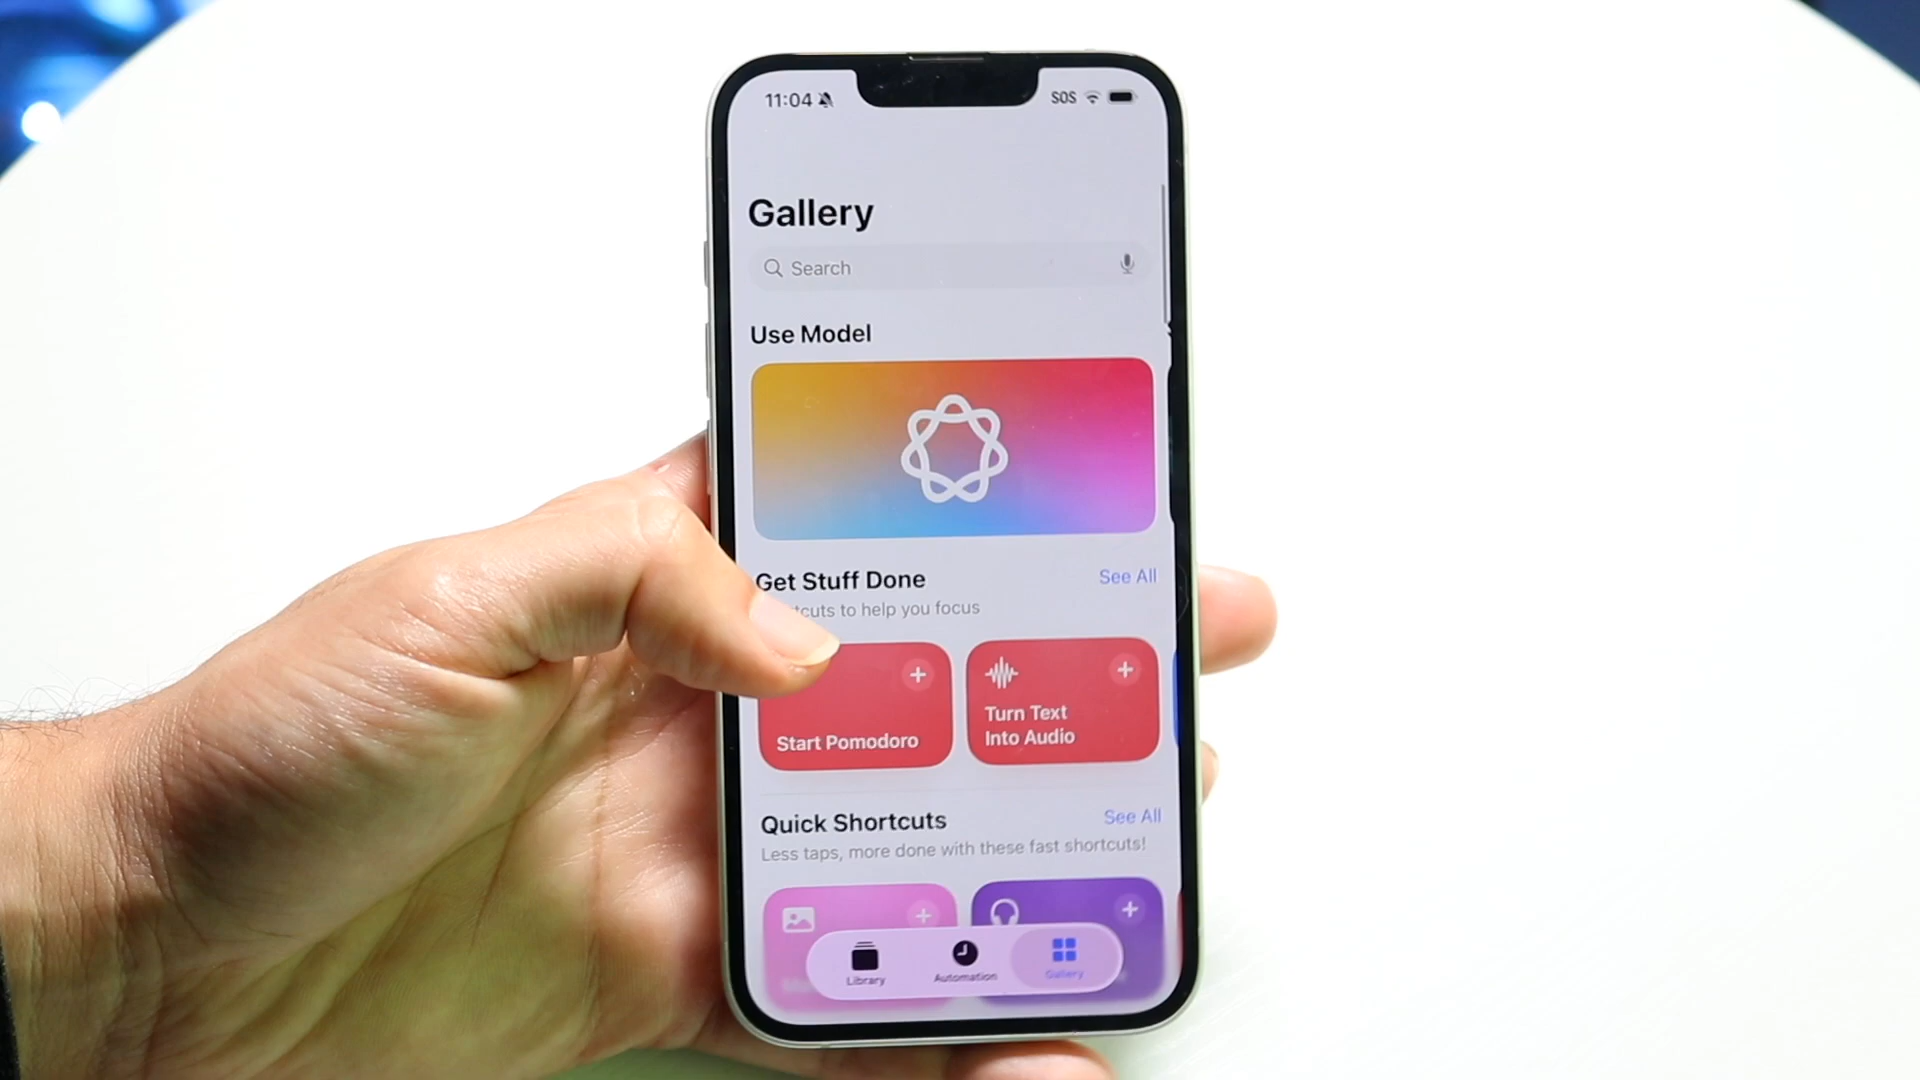 11:04
SOS
Gallery
Search
Use Model
Get Stuff Done
See All
to help you focus
Start Pomodoro
Turn Text
Into Audio
Quick Shortcuts
See All
Less taps, more done with these fast shortcuts!
Library
Automation
Gallery